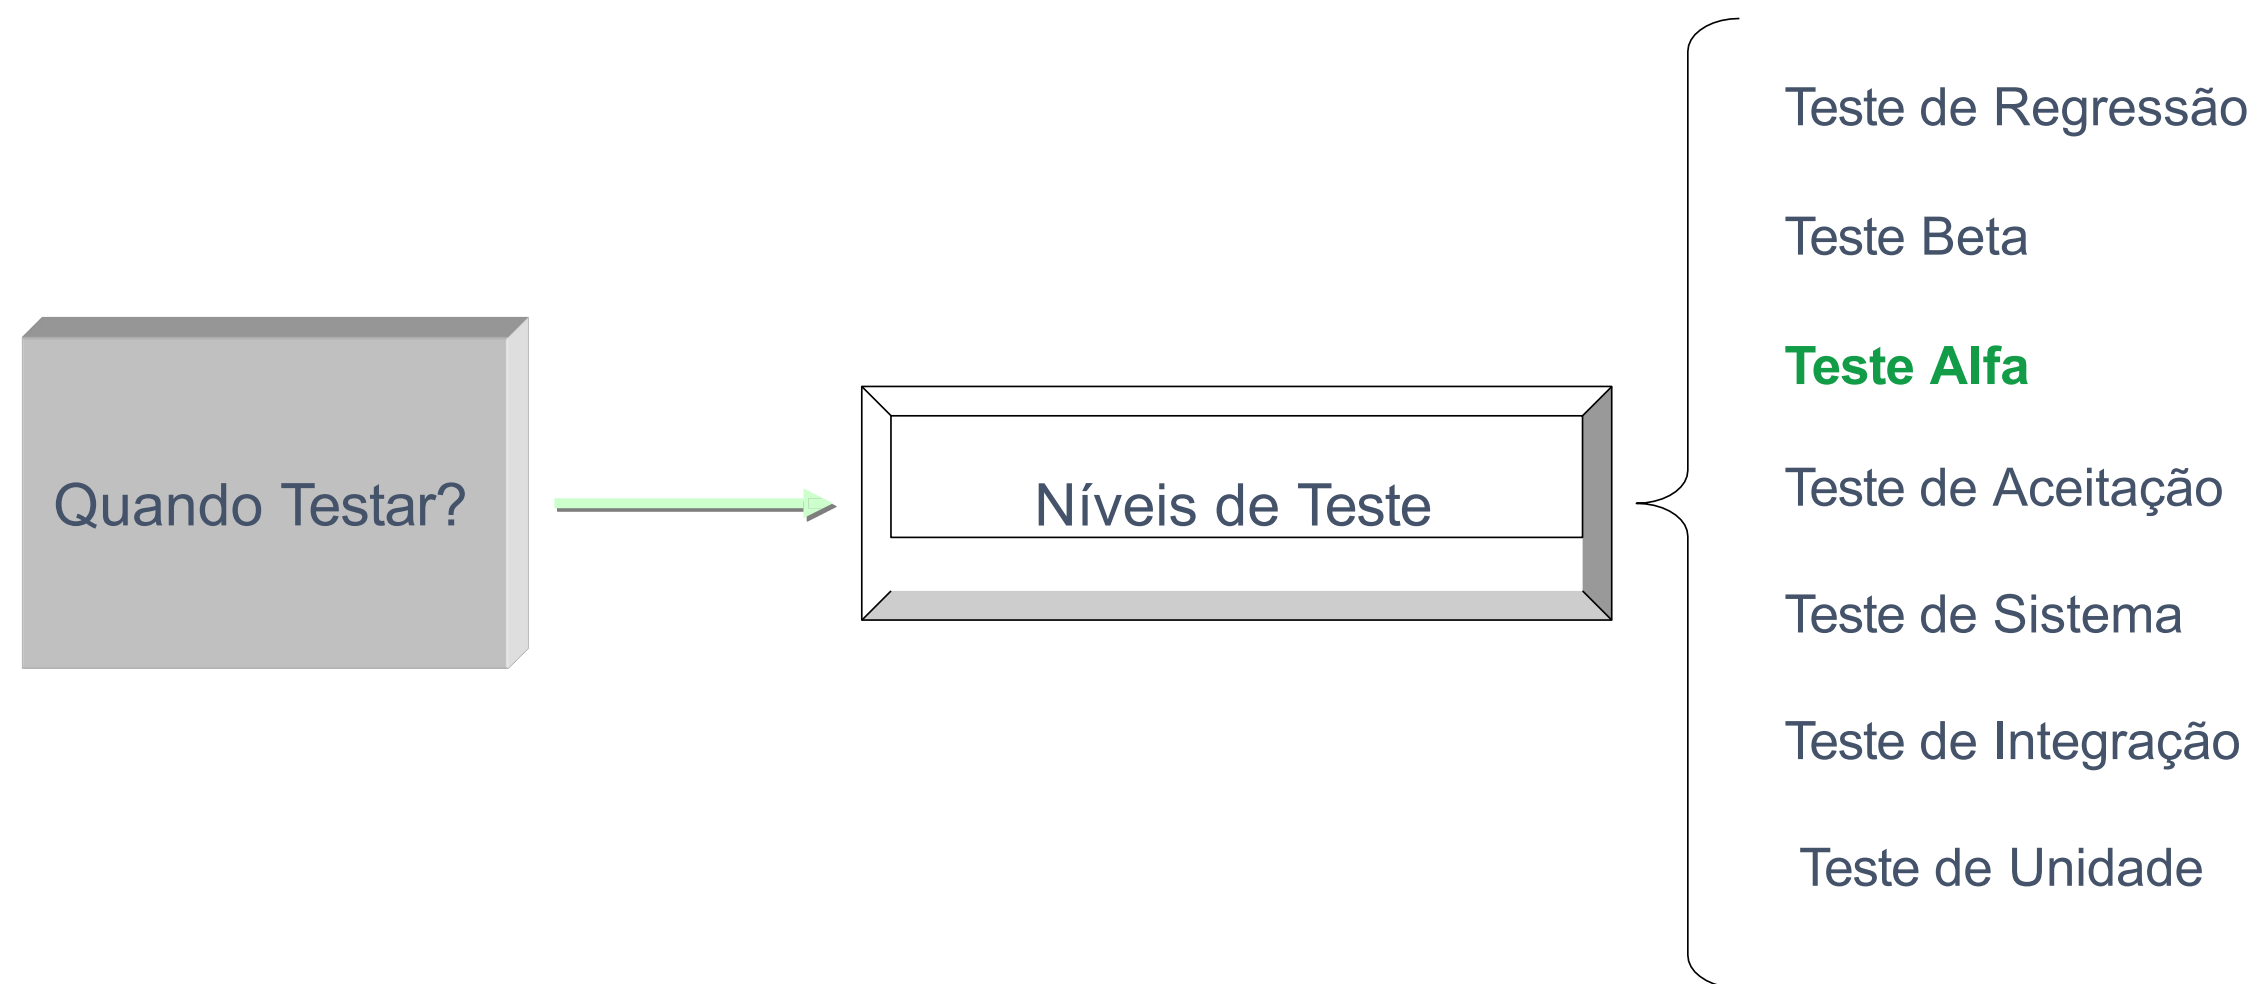 Quando Testar?
Níveis de Teste
Teste de Regressão
Teste Beta
Teste Alfa
Teste de Aceitação
Teste de Sistema
Teste de Integração
Teste de Unidade